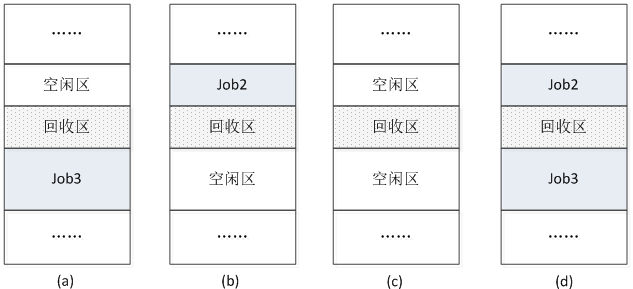 …… …… …… ……
空闲区 Job2 空闲区 Job2
回收区 回收区 回收区 回收区
Job3 空闲区 空闲区 Job3
…… …… …… ……
(a) (b) (c) (d)